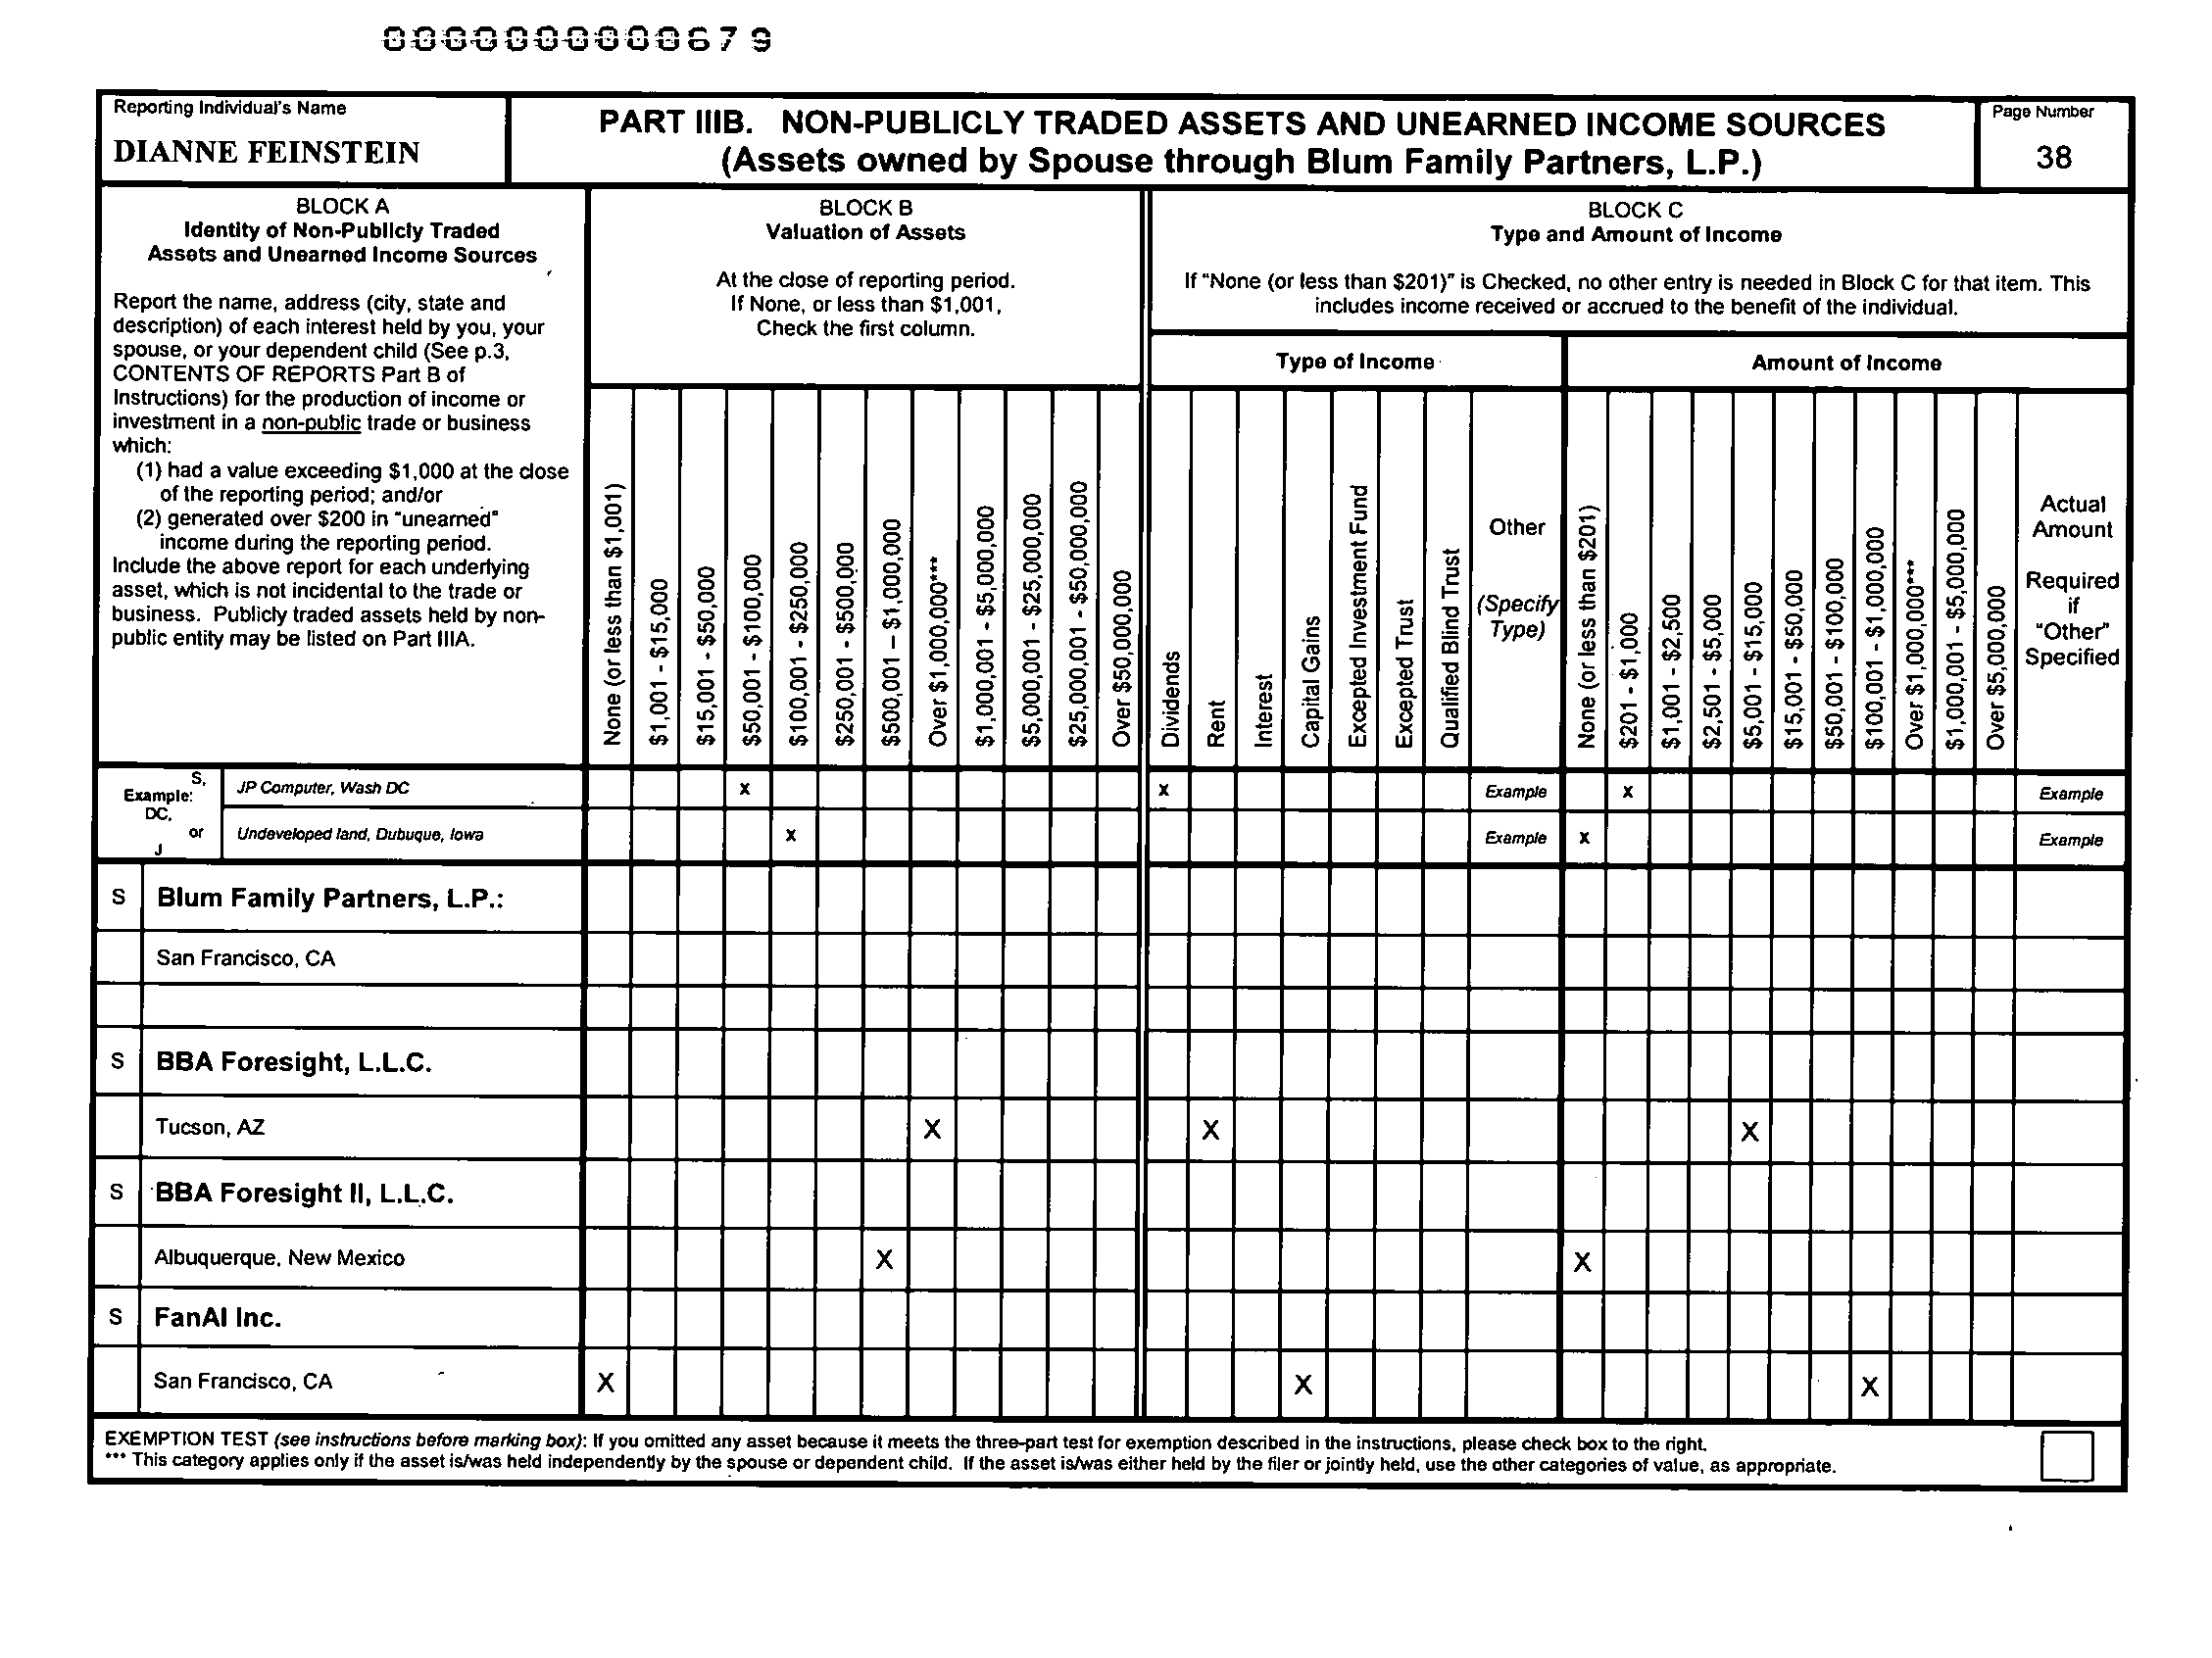 000000000679
Reporting Individual's Name
DIANNE FEINSTEIN
PART IIIB. NON-PUBLICLY TRADED ASSETS AND UNEARNED INCOME SOURCES
(Assets owned by Spouse through Blum Family Partners, L.P.)
Page Number
38
BLOCK A
Identity of Non-Publicly Traded
Assets and Unearned Income Sources
Report the name, address (city, state and
description) of each interest held by you, your
spouse, or your dependent child (See p.3,
CONTENTS OF REPORTS Part B of
Instructions) for the production of income or
investment in a non-public trade or business
which:
(1) had a value exceeding $1,000 at the close
of the reporting period; and/or
(2) generated over $200 in "unearned"
income during the reporting period.
Include the above report for each underlying
asset, which is not incidental to the trade or
business. Publicly traded assets held by non-
public entity may be listed on Part IIIA.
BLOCK B
Valuation of Assets
At the close of reporting period.
If None, or less than $1,001,
Check the first column.
None (or less than $1,001)
$1,001 - $15,000
$15,001 - $50,000
$50,001 - $100,000
$100,001 - $250,000
$250,001 - $500,000
$500,001 – $1,000,000
Over $1,000,000***
$1,000,001 - $5,000,000
$5,000,001 - $25,000,000
$25,000,001 - $50,000,000
Over $50,000,000
BLOCK C
Type and Amount of Income
If "None (or less than $201)" is Checked, no other entry is needed in Block C for that item. This
includes income received or accrued to the benefit of the individual.
Type of Income
Dividends
Rent
Interest
Capital Gains
Excepted Investment Fund
Excepted Trust
Qualified Blind Trust
Other
(Specify
Type)
Amount of Income
None (or less than $201)
$201 - $1,000
$1,001 - $2,500
$2,501 - $5,000
$5,001 - $15,000
$15,001 - $50,000
$50,001 - $100,000
$100,001 - $1,000,000
Over $1,000,000***
$1,000,001 - $5,000,000
Over $5,000,000
Actual
Amount
Required
if
"Other"
Specified
Example:
S,
DC,
or
J
JP Computer, Wash DC x x Example x Example
Undeveloped land, Dubuque, Iowa x Example x Example
S Blum Family Partners, L.P.:
San Francisco, CA
S BBA Foresight, L.L.C.
Tucson, AZ X X X
S BBA Foresight II, L.L.C.
Albuquerque, New Mexico X X
S FanAI Inc.
San Francisco, CA X X X
EXEMPTION TEST (see instructions before marking box): If you omitted any asset because it meets the three-part test for exemption described in the instructions, please check box to the right.
*** This category applies only if the asset is/was held independently by the spouse or dependent child. If the asset is/was either held by the filer or jointly held, use the other categories of value, as appropriate.